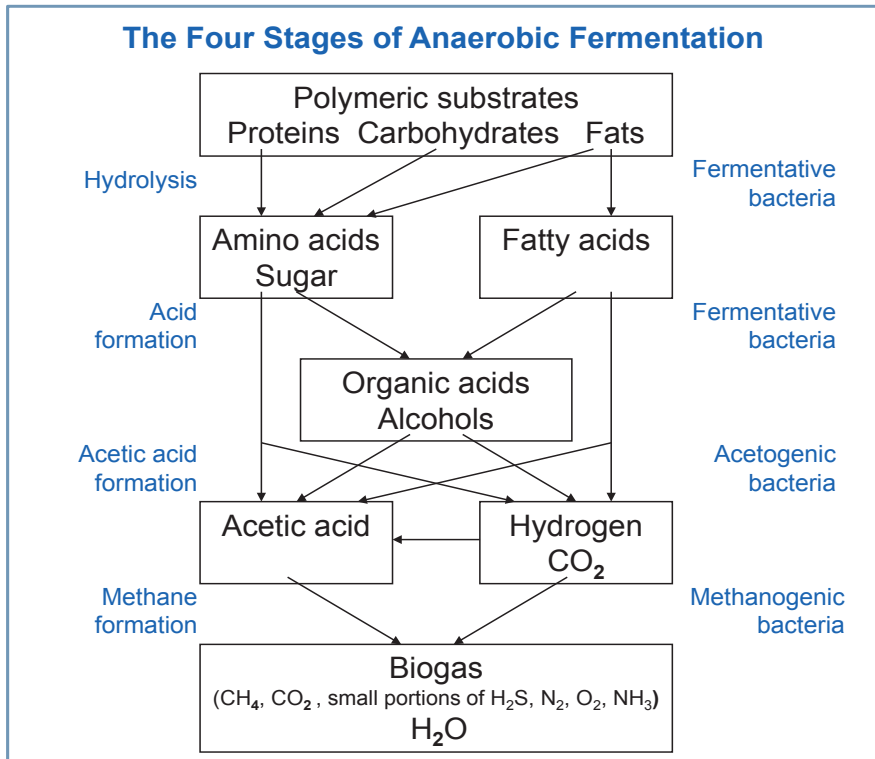 The Four Stages of Anaerobic Fermentation
Polymeric substrates
Proteins Carbohydrates Fats
Hydrolysis
Fermentative
bacteria
Amino acids
Sugar
Fatty acids
Acid
formation
Fermentative
bacteria
Organic acids
Alcohols
Acetic acid
formation
Acetogenic
bacteria
Acetic acid
Hydrogen
CO₂
Methane
formation
Methanogenic
bacteria
Biogas
(CH₄, CO₂ , small portions of H₂S, N₂, O₂, NH₃)
H₂O